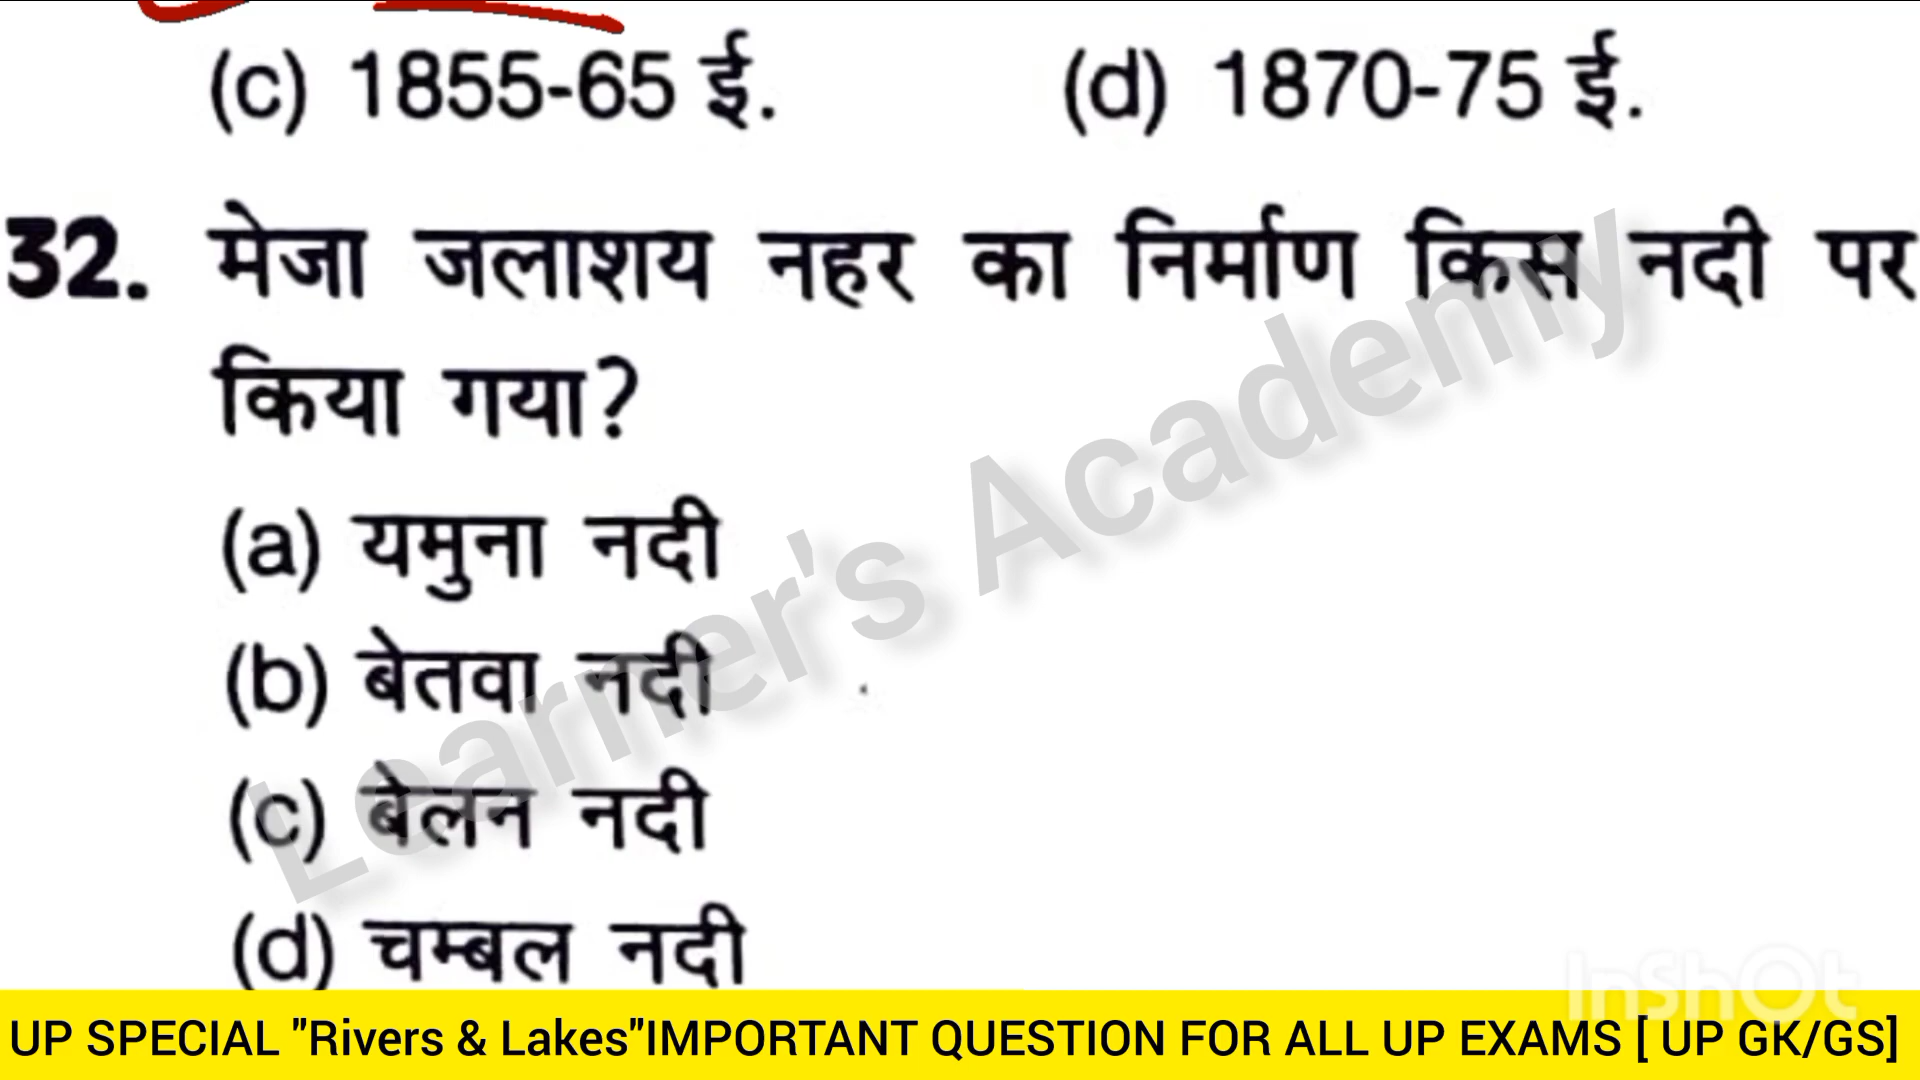 (c) 1855-65 ई. (d) 1870-75 ई.
32. मेजा जलाशय नहर का निर्माण किस नदी पर
किया गया?
(a) यमुना नदी
(b) बेतवा नदी
(c) बेलन नदी
(d) चम्बल नदी
Learner's Academy
InShOt
UP SPECIAL "Rivers & Lakes"IMPORTANT QUESTION FOR ALL UP EXAMS [ UP GK/GS]